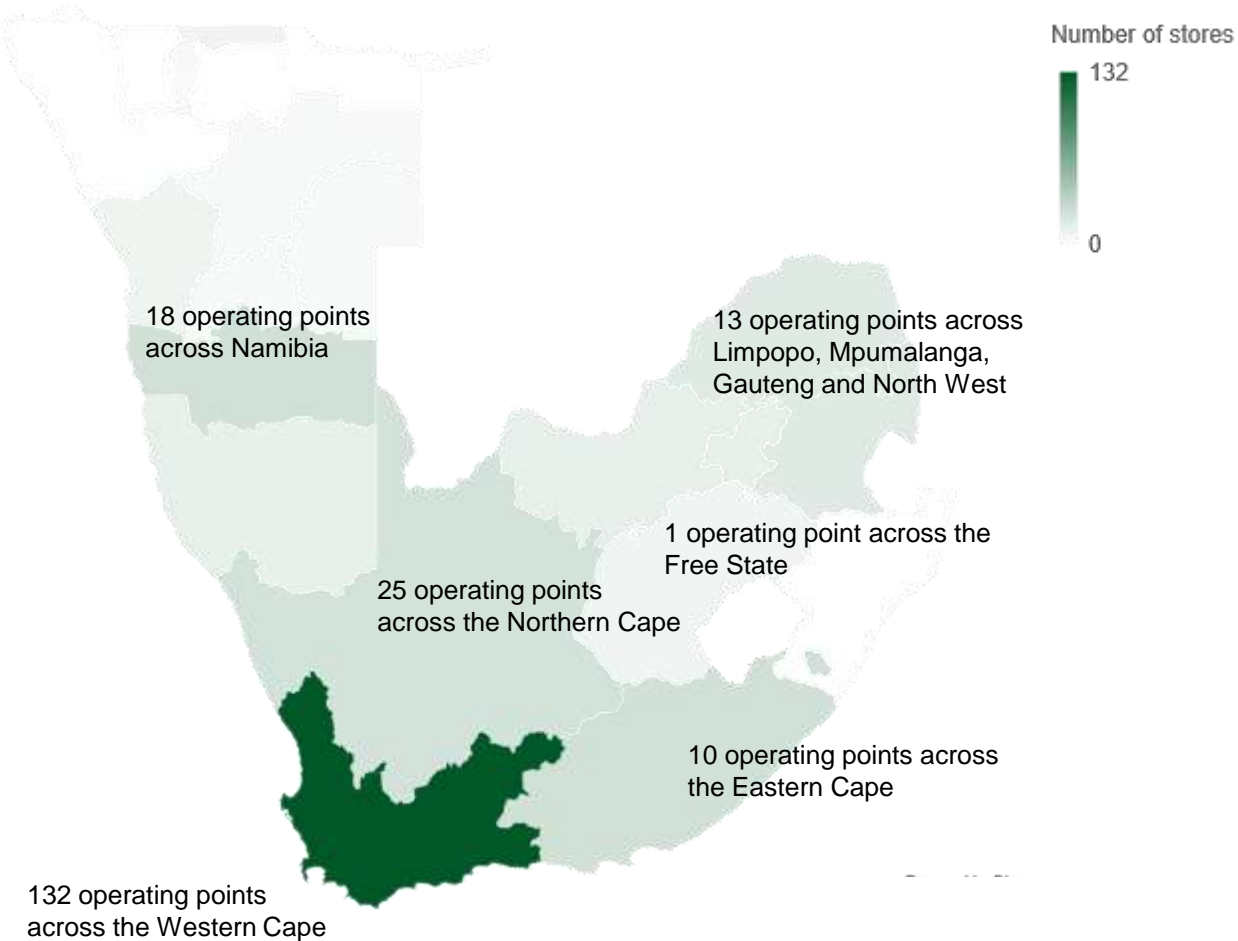 Number of stores
132
0
18 operating points
across Namibia
13 operating points across
Limpopo, Mpumalanga,
Gauteng and North West
1 operating point across the
Free State
25 operating points
across the Northern Cape
10 operating points across
the Eastern Cape
132 operating points
across the Western Cape